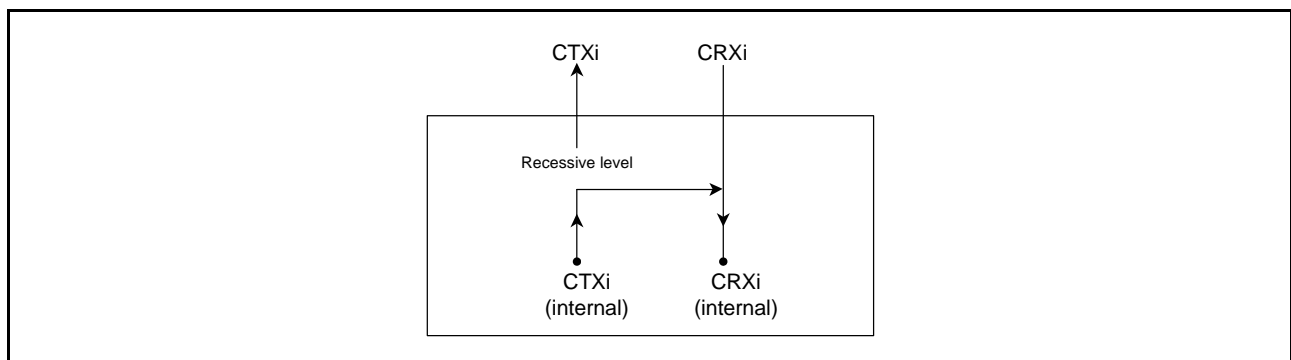 CTXi CRXi
Recessive level
CTXi CRXi
(internal) (internal)